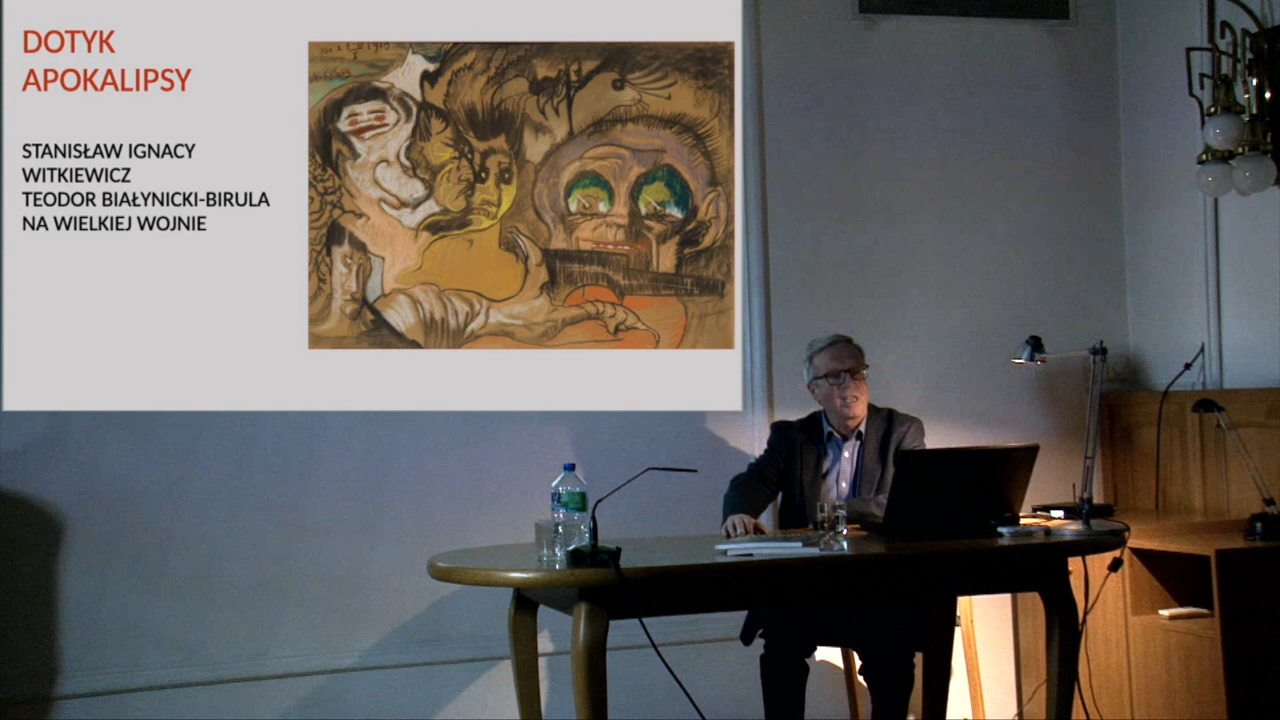 DOTYK
APOKALIPSY
STANISŁAW IGNACY
WITKIEWICZ
TEODOR BIAŁYNICKI-BIRULA
NA WIELKIEJ WOJNIE